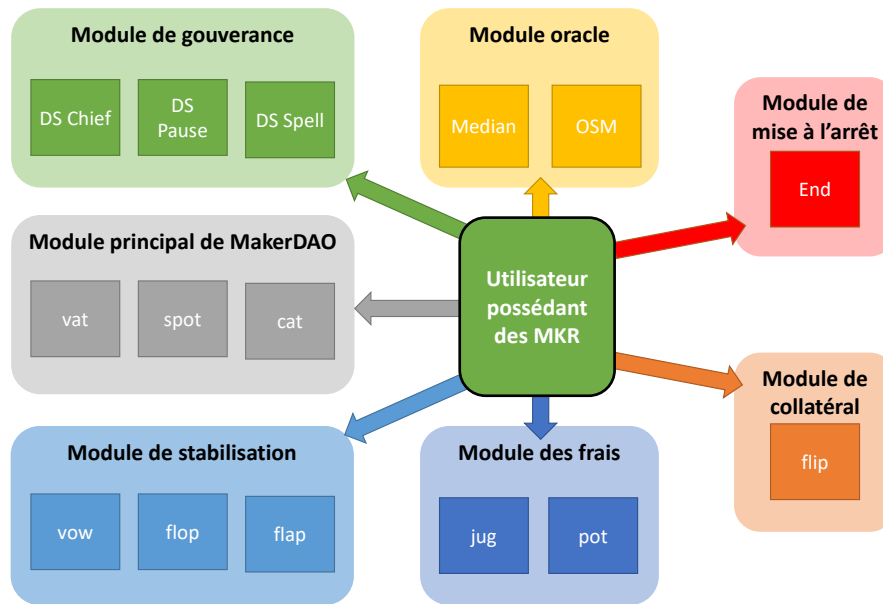 Module de gouverance
DS Chief
DS
Pause
DS Spell
Module oracle
Median
OSM
Module de
mise à l'arrêt
End
Module principal de MakerDAO
vat
spot
cat
Utilisateur
possédant
des MKR
Module de
collatéral
flip
Module de stabilisation
vow
flop
flap
Module des frais
jug
pot